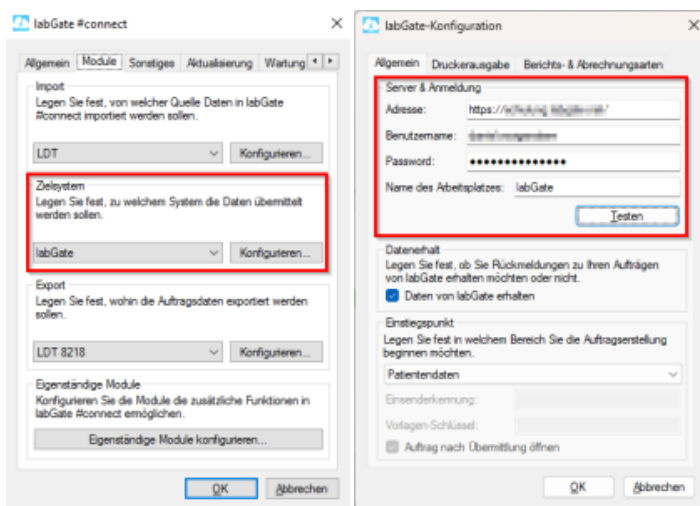 labGate #connect
Allgemein Module Sonstiges Aktualisierung Wartung
Import
Legen Sie fest, von welcher Quelle Daten in labGate
#connect importiert werden sollen.
LDT Konfigurieren...
Zielsystem
Legen Sie fest, zu welchem System die Daten übermittelt
werden sollen.
labGate Konfigurieren...
Export
Legen Sie fest, wohin die Auftragsdaten exportiert werden
sollen.
LDT 8218 Konfigurieren...
Eigenständige Module
Konfigurieren Sie die Module die zusätzliche Funktionen in
labGate #connect ermöglichen.
Eigenständige Module konfigurieren...
OK Abbrechen
labGate-Konfiguration
Allgemein Druckerausgabe Berichts- & Abrechnungsarten
Server & Anmeldung
Adresse: https://
Benutzername:
Password: ••••••••••••••
Name des Arbeitsplatzes: labGate
Testen
Datenerhalt
Legen Sie fest, ob Sie Rückmeldungen zu Ihren Aufträgen
von labGate erhalten möchten oder nicht.
Daten von labGate erhalten
Einstiegspunkt
Legen Sie fest in welchem Bereich Sie die Auftragserstellung
beginnen möchten.
Patientendaten
Einsenderkennung:
Vorlagen-Schlüssel:
Auftrag nach Übermittlung öffnen
OK Abbrechen